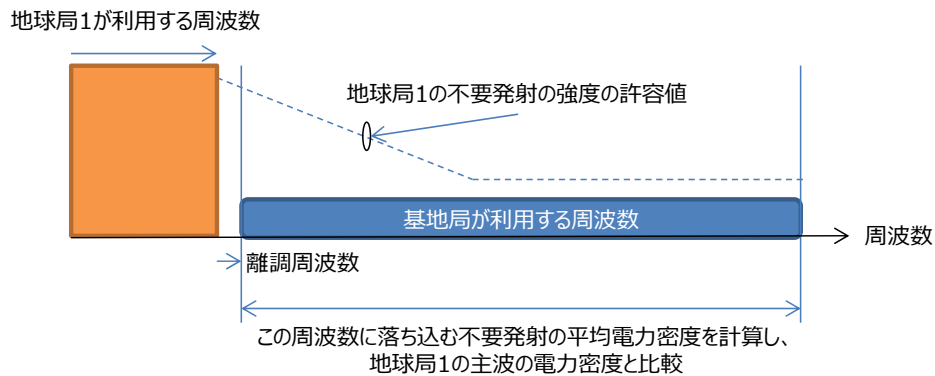 地球局1が利用する周波数
地球局1の不要発射の強度の許容値
基地局が利用する周波数
周波数
離調周波数
この周波数に落ち込む不要発射の平均電力密度を計算し、
地球局1の主波の電力密度と比較